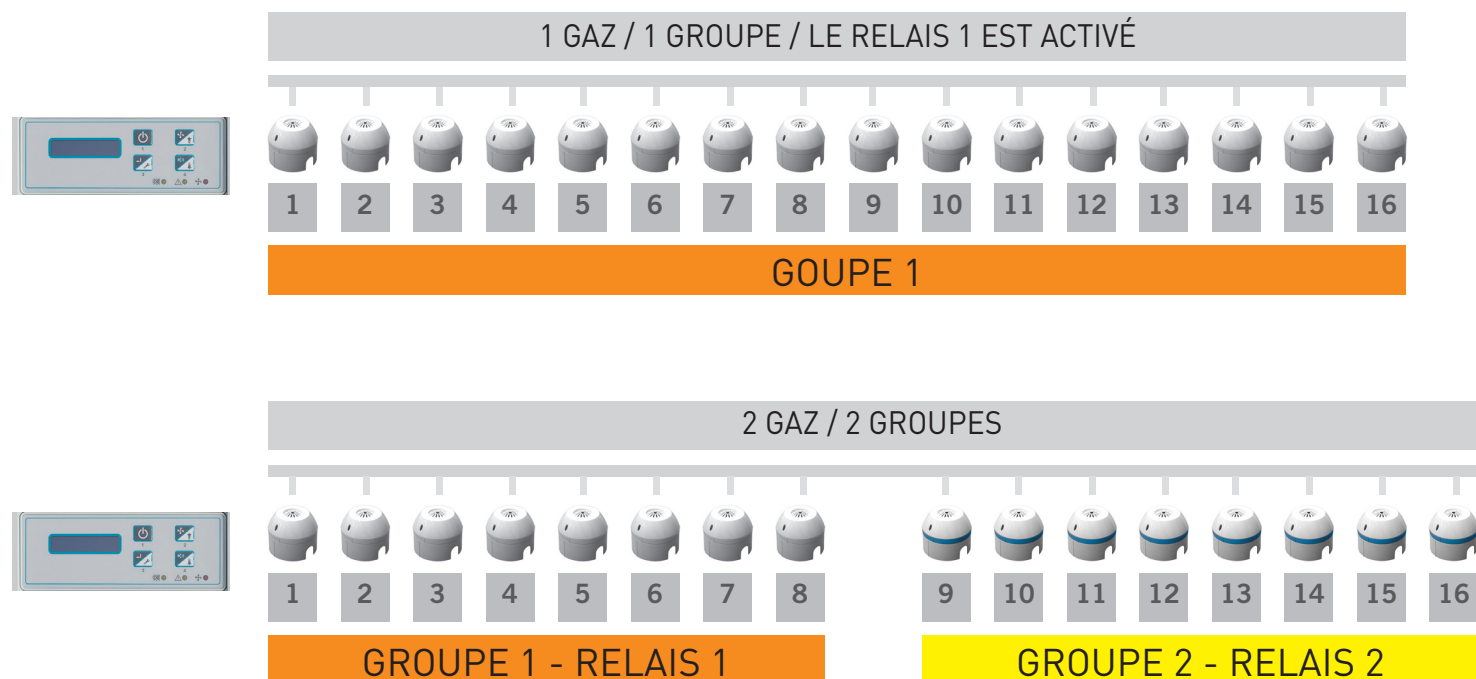 1 GAZ / 1 GROUPE / LE RELAIS 1 EST ACTIVÉ
1 2 3 4 5 6 7 8 9 10 11 12 13 14 15 16
GOUPE 1
2 GAZ / 2 GROUPES
1 2 3 4 5 6 7 8 9 10 11 12 13 14 15 16
GROUPE 1 - RELAIS 1 GROUPE 2 - RELAIS 2